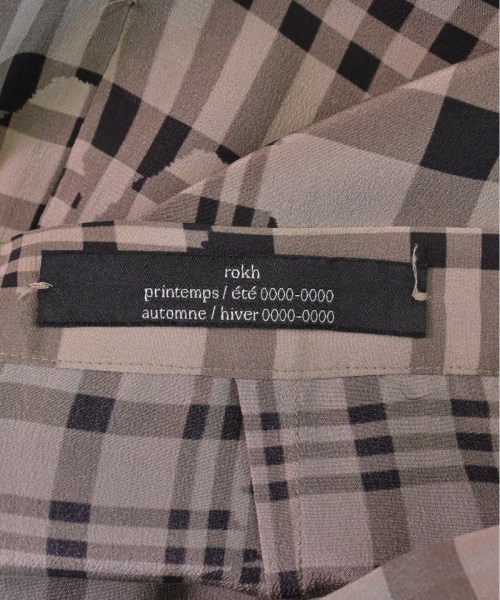 rokh
printemps / été 0000-0000
automne / hiver 0000-0000